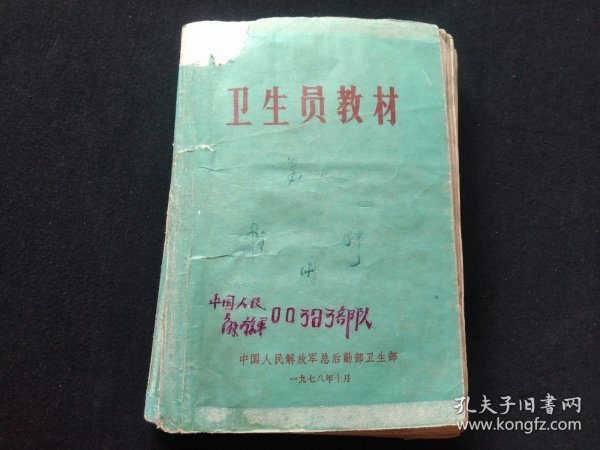 卫生员教材
中国人民
解放军00393部队
中国人民解放军总后勤部卫生部
一九七八年十月
孔夫子旧书网
www.kongfz.com